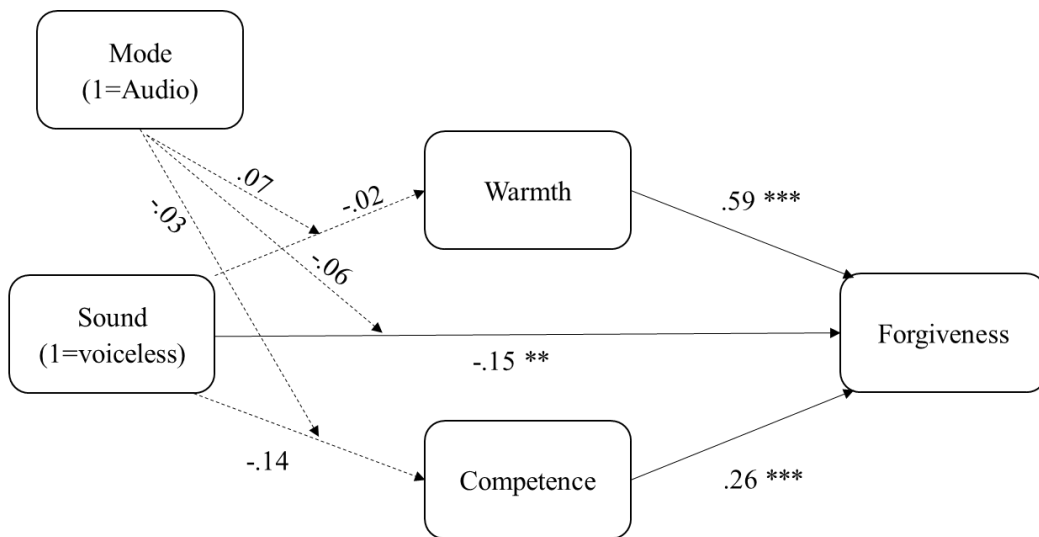 Mode
(1=Audio)
.07
-.02
Warmth
.59 ***
-.03
-.06
Sound
(1=voiceless)
Forgiveness
-.15 **
-.14
Competence
.26 ***